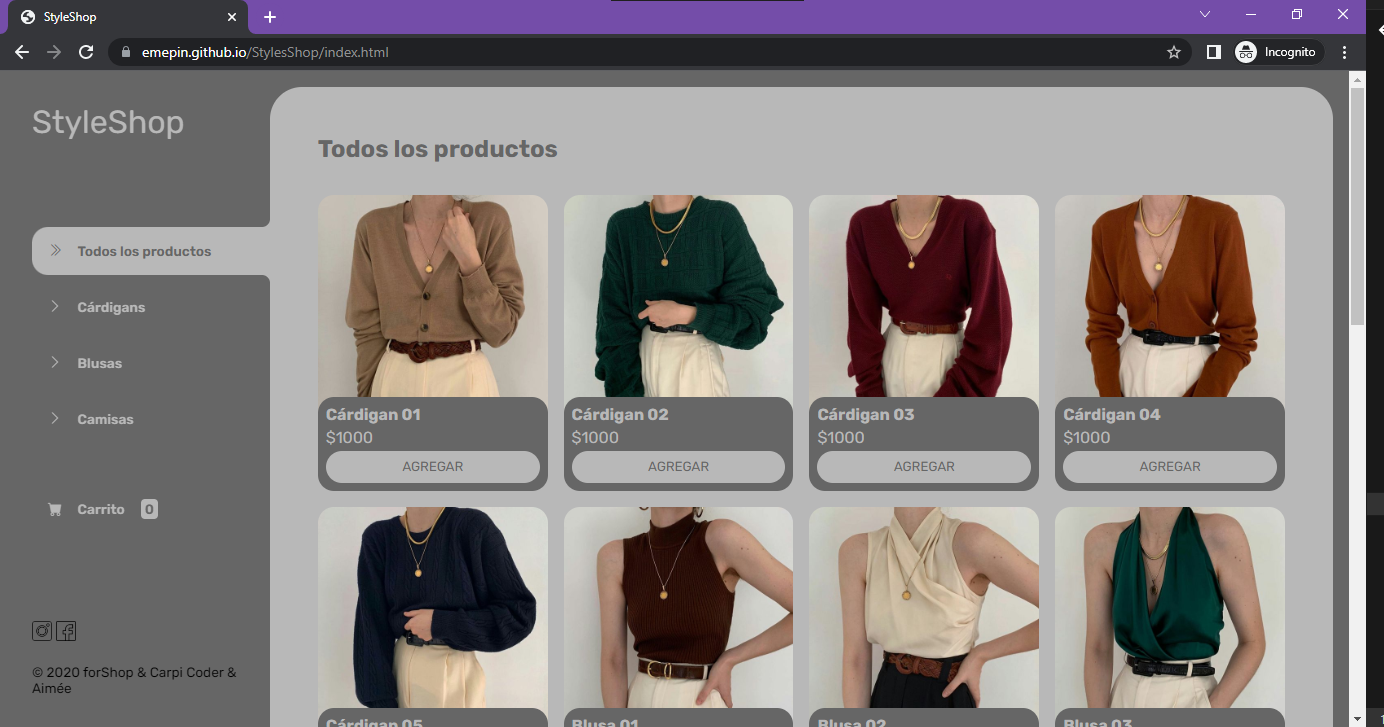 StyleShop
emepin.github.io/StylesShop/index.html
Incognito
StyleShop
Todos los productos
Cárdigans
Blusas
Camisas
Carrito 0
© 2020 forShop & Carpi Coder &
Aimée
Todos los productos
Cárdigan 01
$1000
AGREGAR
Cárdigan 02
$1000
AGREGAR
Cárdigan 03
$1000
AGREGAR
Cárdigan 04
$1000
AGREGAR
Cárdigan 05
Blusa 01
Blusa 02
Blusa 03